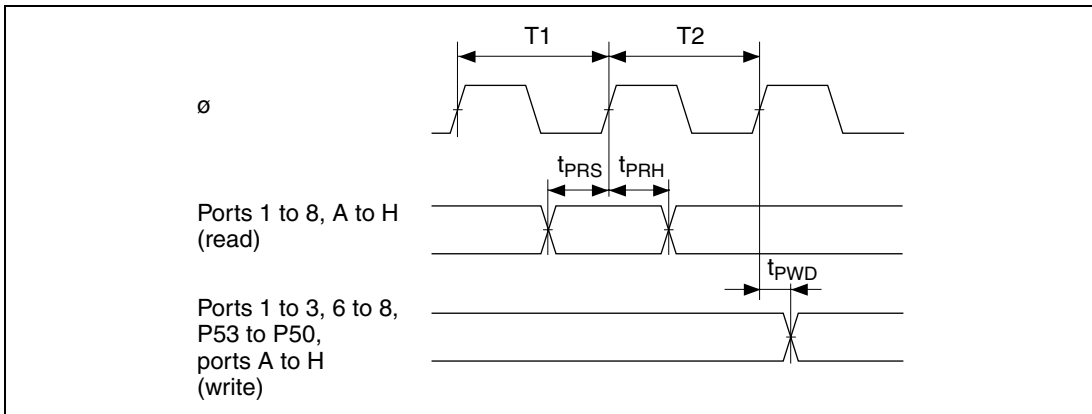 T1 T2
ø
tPRS tPRH
Ports 1 to 8, A to H
(read)
tPWD
Ports 1 to 3, 6 to 8,
P53 to P50,
ports A to H
(write)